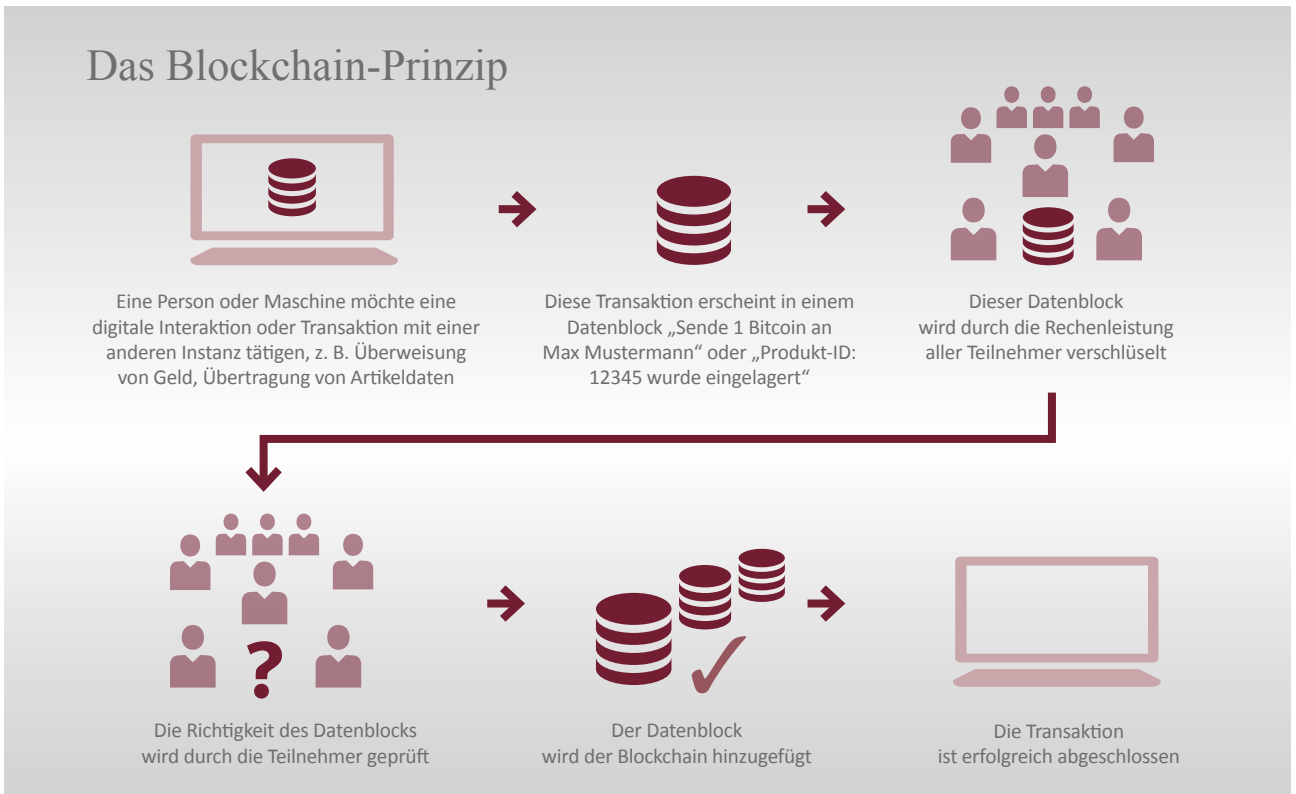 Das Blockchain-Prinzip
Eine Person oder Maschine möchte eine
digitale Interaktion oder Transaktion mit einer
anderen Instanz tätigen, z. B. Überweisung
von Geld, Übertragung von Artikeldaten
Diese Transaktion erscheint in einem
Datenblock „Sende 1 Bitcoin an
Max Mustermann“ oder „Produkt-ID:
12345 wurde eingelagert“
Dieser Datenblock
wird durch die Rechenleistung
aller Teilnehmer verschlüselt
?
Die Richtigkeit des Datenblocks
wird durch die Teilnehmer geprüft
Der Datenblock
wird der Blockchain hinzugefügt
Die Transaktion
ist erfolgreich abgeschlossen